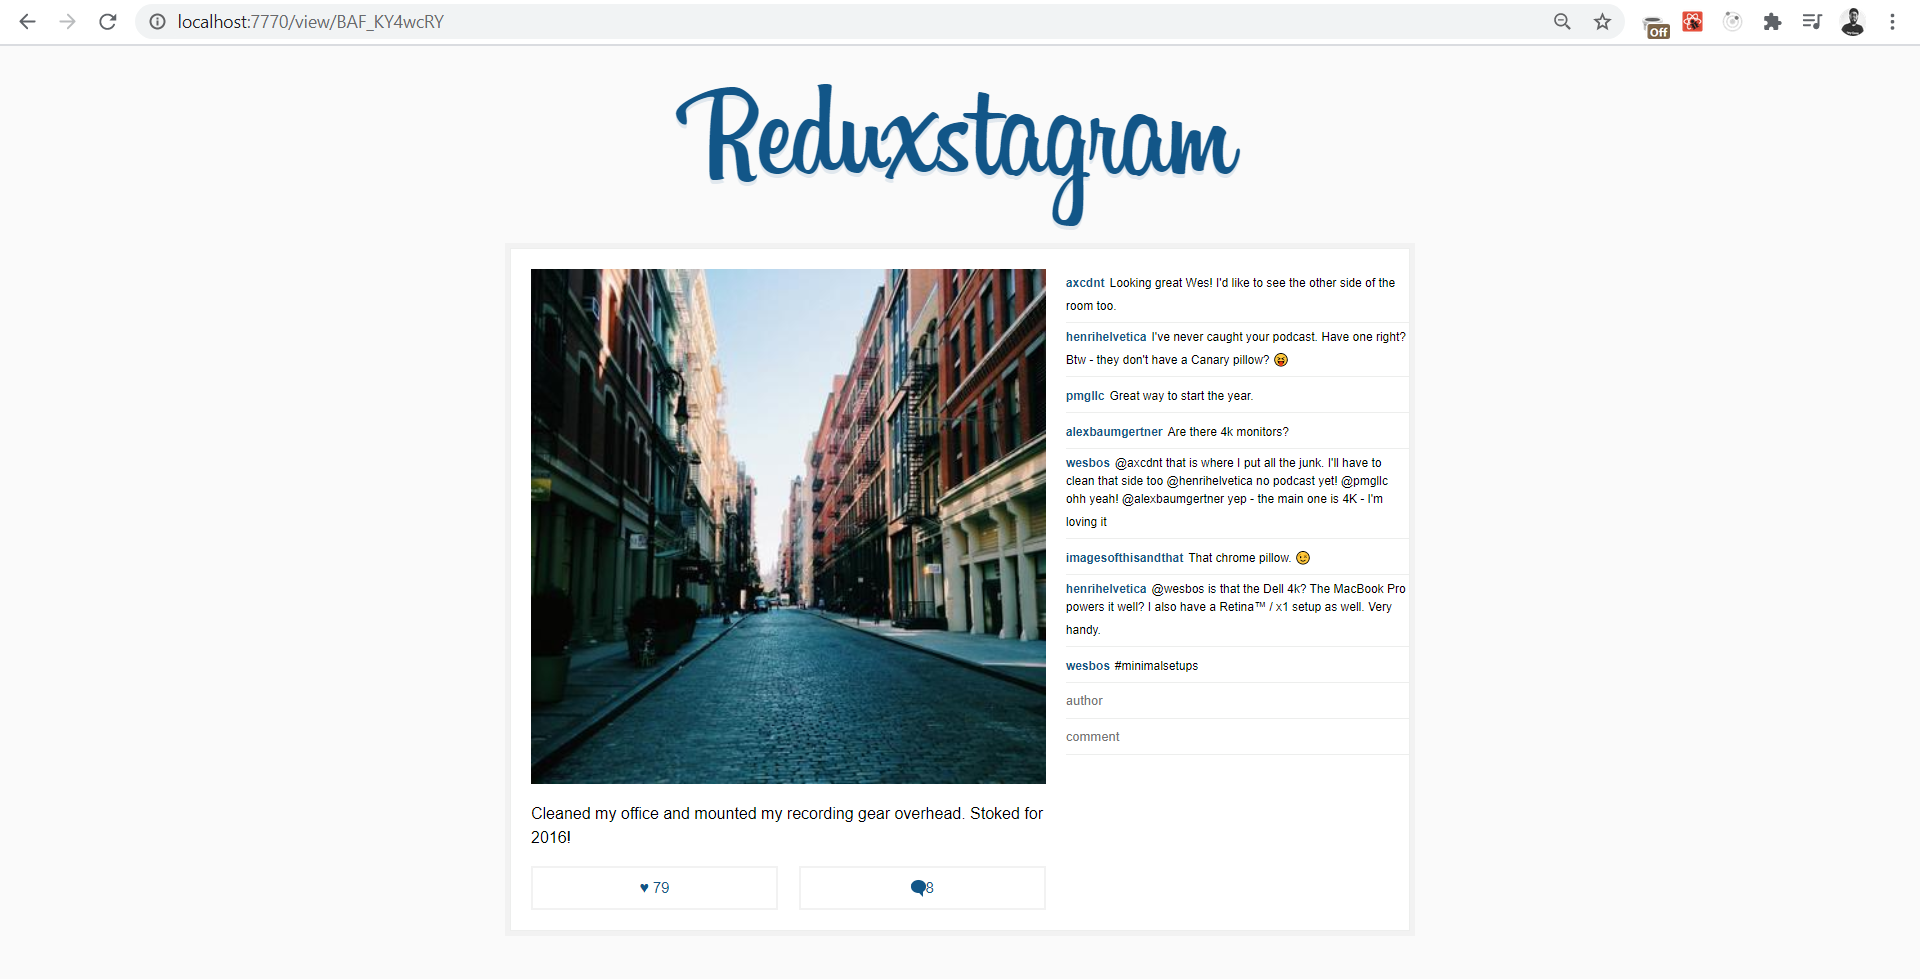 localhost:7770/view/BAF_KY4wcRY
Off
Reduxstagram
axcdnt Looking great Wes! I'd like to see the other side of the
room too.
henrihelvetica I've never caught your podcast. Have one right?
Btw - they don't have a Canary pillow? 😝
pmgllc Great way to start the year.
alexbaumgertner Are there 4k monitors?
wesbos @axcdnt that is where I put all the junk. I'll have to
clean that side too @henrihelvetica no podcast yet! @pmgllc
ohh yeah! @alexbaumgertner yep - the main one is 4K - I'm
loving it
imagesofthisandthat That chrome pillow. 😉
henrihelvetica @wesbos is that the Dell 4k? The MacBook Pro
powers it well? I also have a Retina™ / x1 setup as well. Very
handy.
wesbos #minimalsetups
author
comment
Cleaned my office and mounted my recording gear overhead. Stoked for
2016!
♥ 79
8